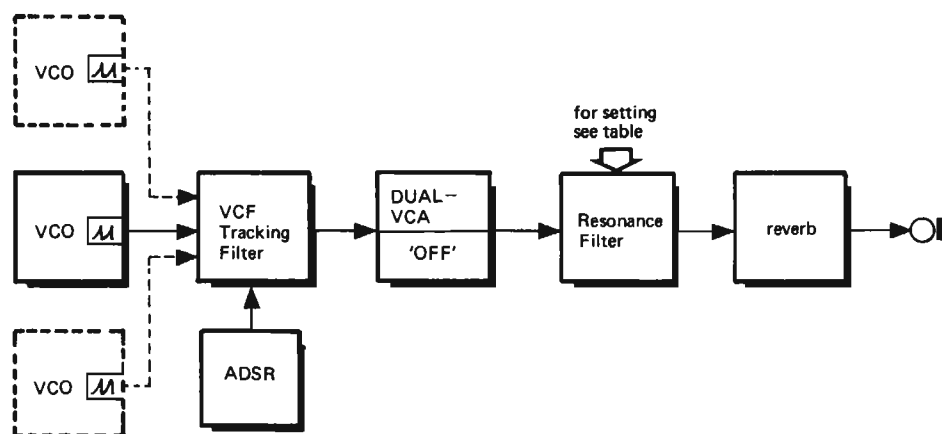 VCO
for setting
see table
VCO
VCF
Tracking
Filter
DUAL-
VCA
'OFF'
Resonance
Filter
reverb
VCO
ADSR